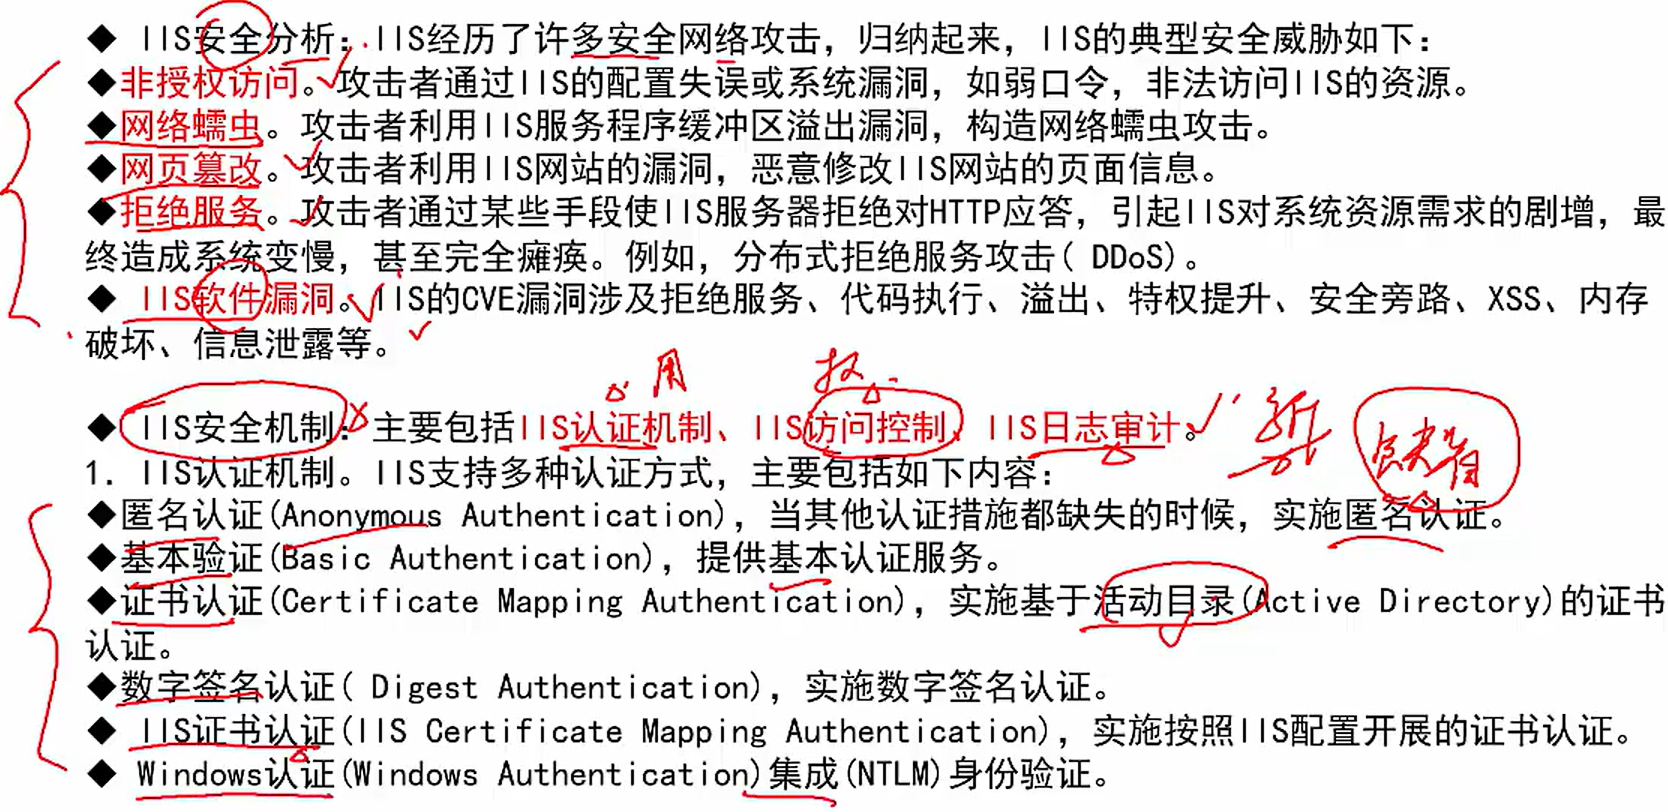 ◆ IIS安全分析：IIS经历了许多安全网络攻击，归纳起来，IIS的典型安全威胁如下：
◆非授权访问。攻击者通过IIS的配置失误或系统漏洞，如弱口令，非法访问IIS的资源。
◆网络蠕虫。攻击者利用IIS服务程序缓冲区溢出漏洞，构造网络蠕虫攻击。
◆网页篡改。攻击者利用IIS网站的漏洞，恶意修改IIS网站的页面信息。
◆拒绝服务。攻击者通过某些手段使IIS服务器拒绝对HTTP应答，引起IIS对系统资源需求的剧增，最
终造成系统变慢，甚至完全瘫痪。例如，分布式拒绝服务攻击( DDoS)。
◆ IIS软件漏洞。IIS的CVE漏洞涉及拒绝服务、代码执行、溢出、特权提升、安全旁路、XSS、内存
破坏、信息泄露等。
用 权
◆ IIS安全机制：主要包括IIS认证机制、IIS访问控制、IIS日志审计。
缺省
1. IIS认证机制。IIS支持多种认证方式，主要包括如下内容：
◆匿名认证(Anonymous Authentication)，当其他认证措施都缺失的时候，实施匿名认证。
◆基本验证(Basic Authentication)，提供基本认证服务。
◆证书认证(Certificate Mapping Authentication)，实施基于活动目录(Active Directory)的证书
认证。
◆数字签名认证( Digest Authentication)，实施数字签名认证。
◆ IIS证书认证(IIS Certificate Mapping Authentication)，实施按照IIS配置开展的证书认证。
◆ Windows认证(Windows Authentication)集成(NTLM)身份验证。